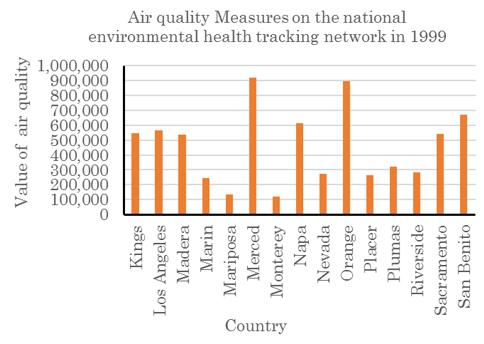 Air quality Measures on the national
environmental health tracking network in 1999
Value of air quality
1,000,000
900,000
800,000
700,000
600,000
500,000
400,000
300,000
200,000
100,000
0
Kings
Los Angeles
Madera
Marin
Mariposa
Merced
Monterey
Napa
Nevada
Orange
Placer
Plumas
Riverside
Sacramento
San Benito
Country